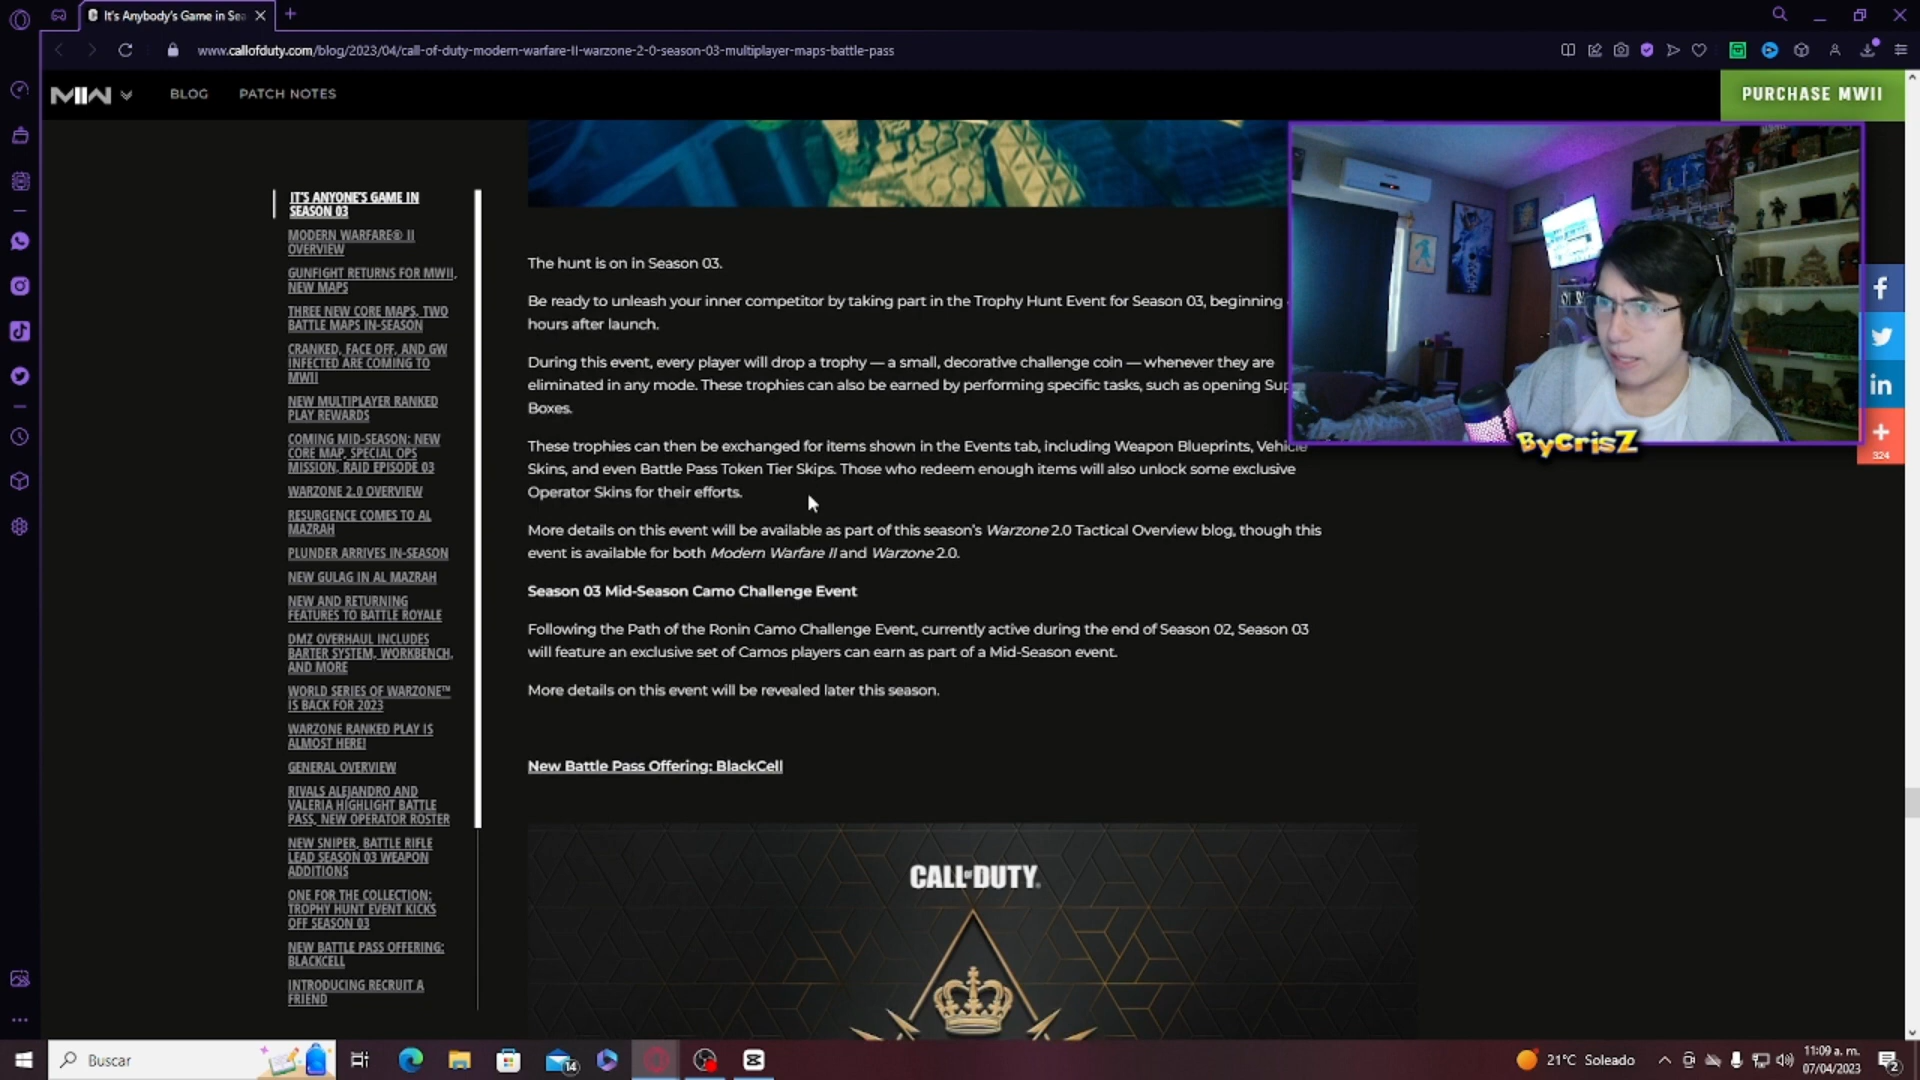 It's Anybody's Game in Sea
www.callofduty.com/blog/2023/04/call-of-duty-modern-warfare-II-warzone-2-0-season-03-multiplayer-maps-battle-pass
MWII
BLOG
PATCH NOTES
PURCHASE MWII
IT'S ANYONE'S GAME IN
SEASON 03
MODERN WARFARE® II
OVERVIEW
GUNFIGHT RETURNS FOR MWII,
NEW MAPS
THREE NEW CORE MAPS, TWO
BATTLE MAPS IN-SEASON
CRANKED, FACE OFF, AND GW
INFECTED ARE COMING TO
MWII
NEW MULTIPLAYER RANKED
PLAY REWARDS
COMING MID-SEASON: NEW
CORE MAP, SPECIAL OPS
MISSION, RAID EPISODE 03
WARZONE 2.0 OVERVIEW
RESURGENCE COMES TO AL
MAZRAH
PLUNDER ARRIVES IN-SEASON
NEW GULAG IN AL MAZRAH
NEW AND RETURNING
FEATURES TO BATTLE ROYALE
DMZ OVERHAUL INCLUDES
BARTER SYSTEM, WORKBENCH,
AND MORE
WORLD SERIES OF WARZONE™
IS BACK FOR 2023
WARZONE RANKED PLAY IS
ALMOST HERE!
GENERAL OVERVIEW
RIVALS ALEJANDRO AND
VALERIA HIGHLIGHT BATTLE
PASS, NEW OPERATOR ROSTER
NEW SNIPER, BATTLE RIFLE
LEAD SEASON 03 WEAPON
ADDITIONS
ONE FOR THE COLLECTION:
TROPHY HUNT EVENT KICKS
OFF SEASON 03
NEW BATTLE PASS OFFERING:
BLACKCELL
INTRODUCING RECRUIT A
FRIEND
The hunt is on in Season 03.
Be ready to unleash your inner competitor by taking part in the Trophy Hunt Event for Season 03, beginning
hours after launch.
During this event, every player will drop a trophy — a small, decorative challenge coin — whenever they are
eliminated in any mode. These trophies can also be earned by performing specific tasks, such as opening Sup
Boxes.
These trophies can then be exchanged for items shown in the Events tab, including Weapon Blueprints, Vehicle
Skins, and even Battle Pass Token Tier Skips. Those who redeem enough items will also unlock some exclusive
Operator Skins for their efforts.
More details on this event will be available as part of this season's Warzone 2.0 Tactical Overview blog, though this
event is available for both Modern Warfare II and Warzone 2.0.
Season 03 Mid-Season Camo Challenge Event
Following the Path of the Ronin Camo Challenge Event, currently active during the end of Season 02, Season 03
will feature an exclusive set of Camos players can earn as part of a Mid-Season event.
More details on this event will be revealed later this season.
New Battle Pass Offering: BlackCell
CALL OF DUTY.
ByCrisZ
324
Buscar
14
21°C Soleado
11:09 a. m.
07/04/2023
2